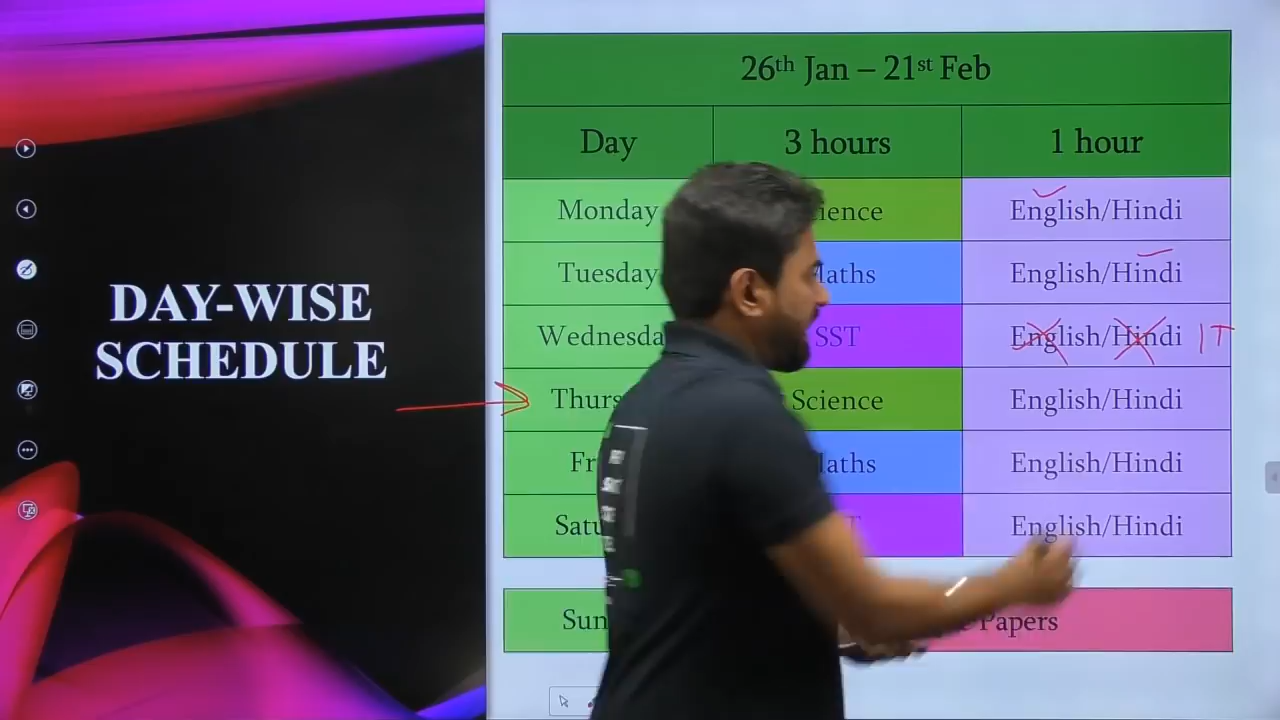 DAY-WISE
SCHEDULE
26th Jan – 21st Feb
Day 3 hours 1 hour
Monday English/Hindi
Tuesday English/Hindi
SST English/Hindi IT
Science English/Hindi
English/Hindi
English/Hindi
Papers